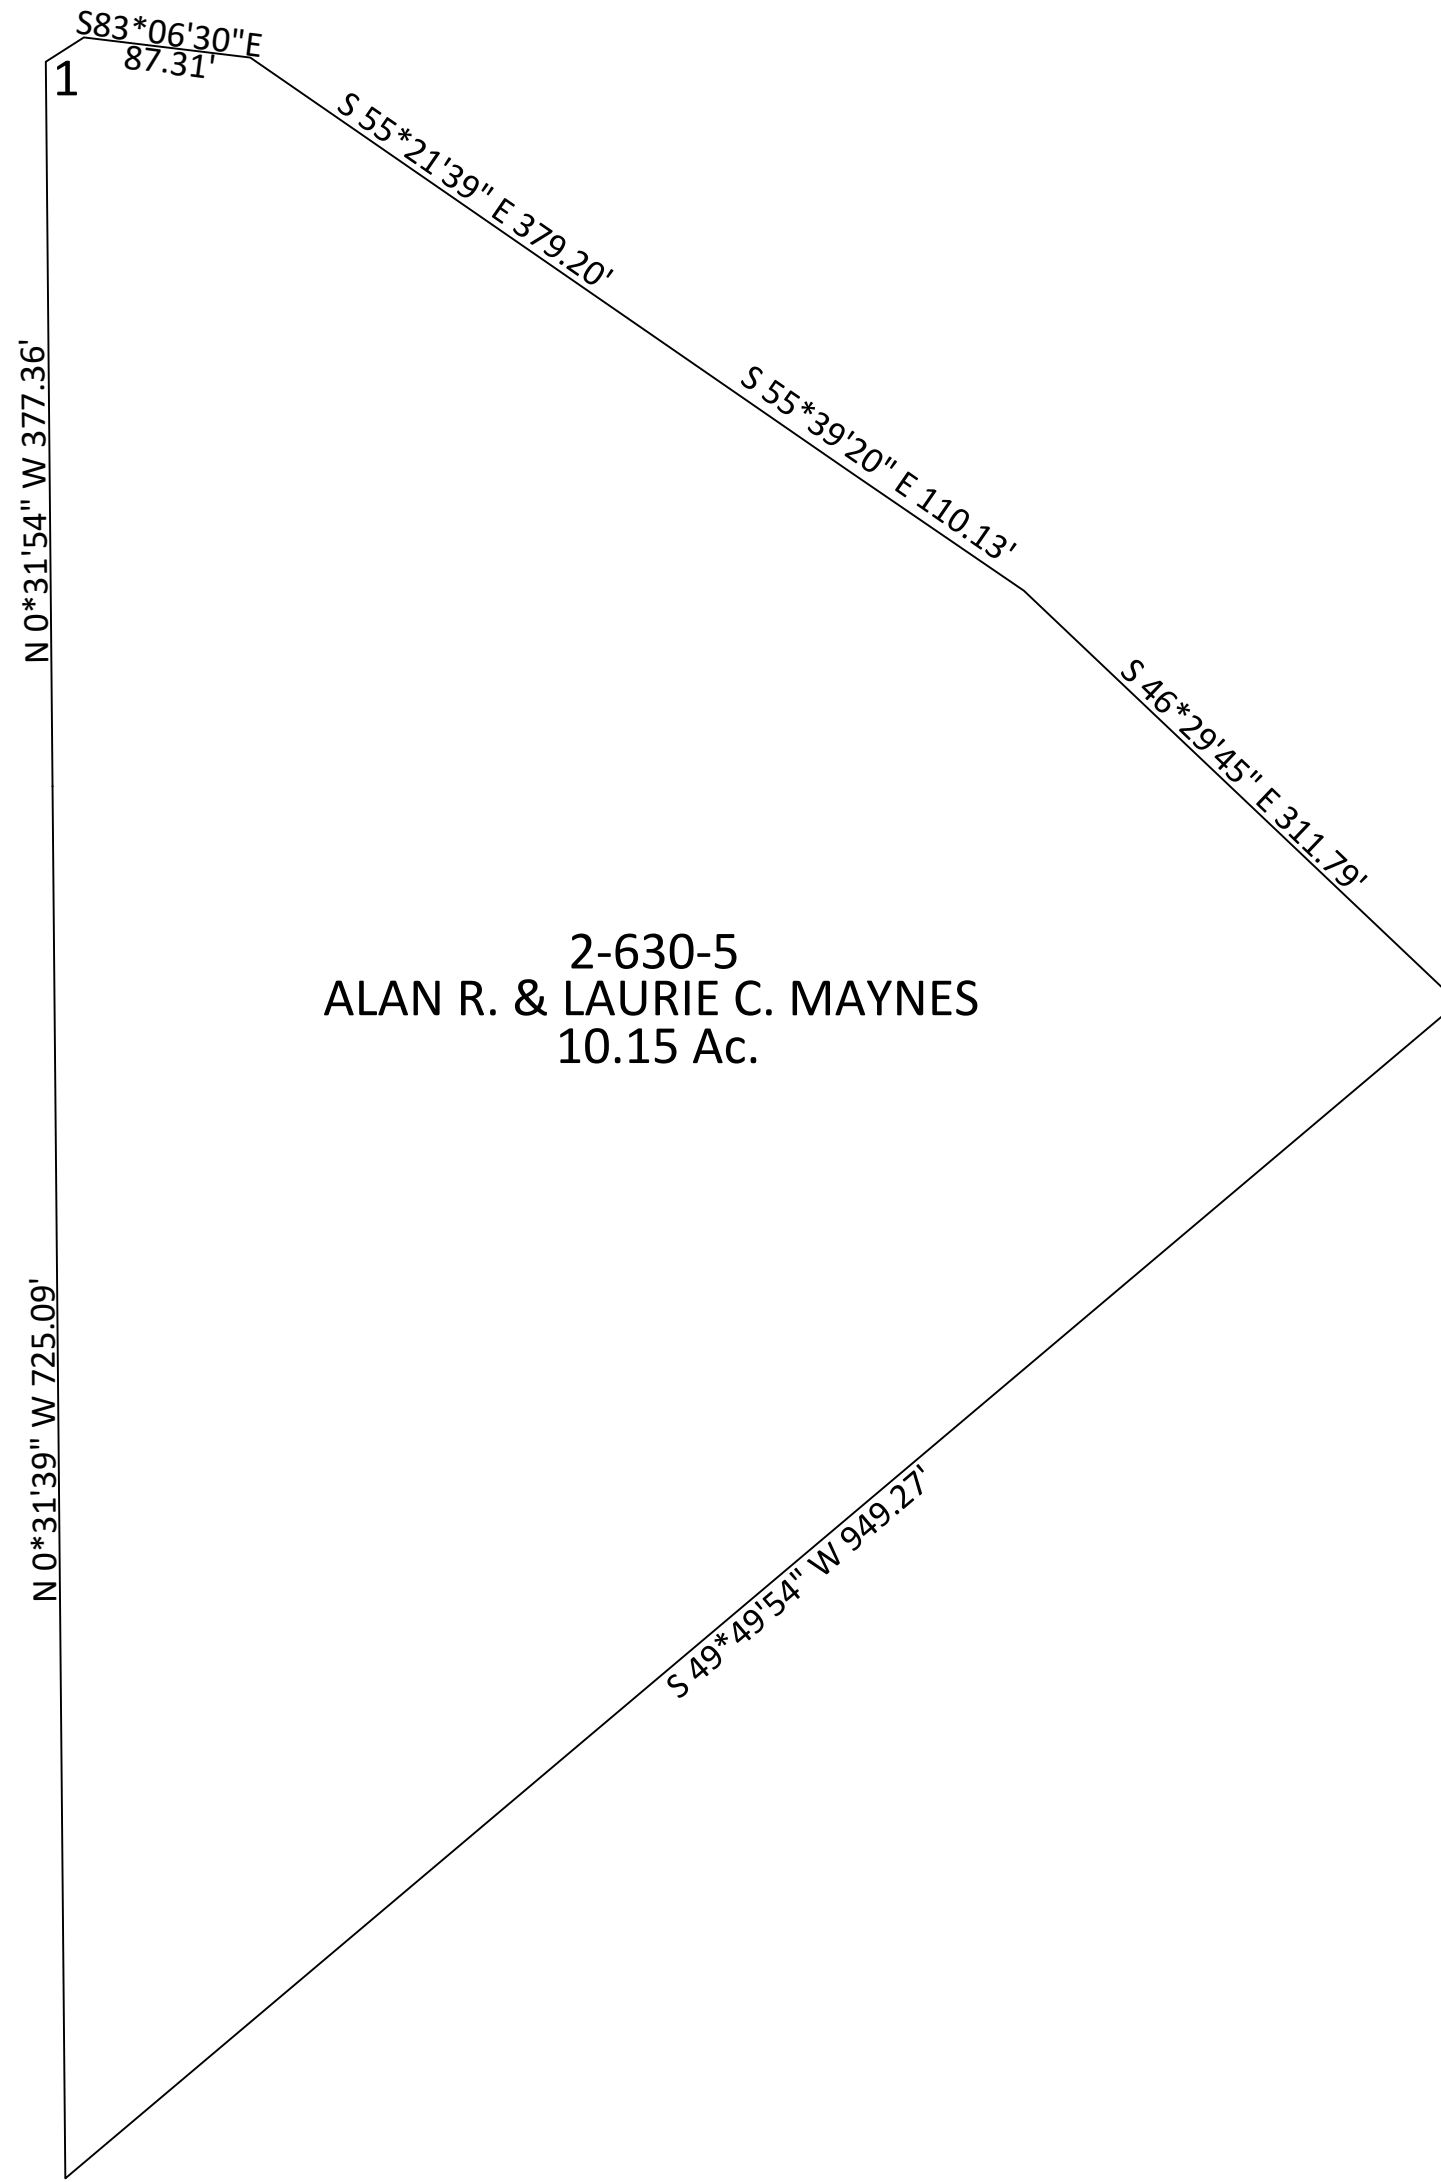 S83*06'30"E
87.31'
1
S 55*21'39" E 379.20'
N 0*31'54" W 377.36'
S 55*39'20" E 110.13'
S 46*29'45" E 311.79'
2-630-5
ALAN R. & LAURIE C. MAYNES
10.15 Ac.
N 0*31'39" W 725.09'
S 49*49'54" W 949.27'